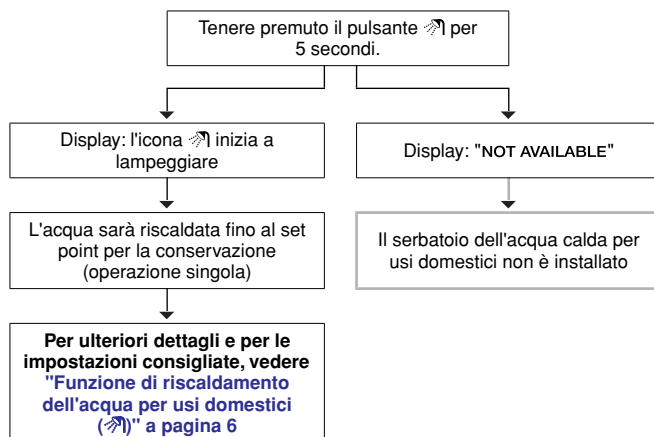 Tenere premuto il pulsante per
5 secondi.
Display: l'icona inizia a
lampeggiare
Display: "NOT AVAILABLE"
L'acqua sarà riscaldata fino al set
point per la conservazione
(operazione singola)
Il serbatoio dell'acqua calda per
usi domestici non è installato
Per ulteriori dettagli e per le
impostazioni consigliate, vedere
"Funzione di riscaldamento
dell'acqua per usi domestici
()" a pagina 6